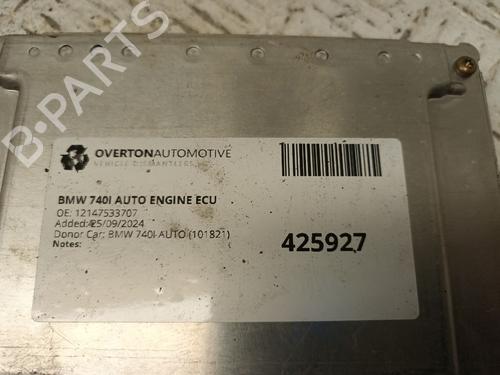 B-PARTS
OVERTONAUTOMOTIVE
VEHICLE DISMANTLERS
BMW 740I AUTO ENGINE ECU
OE: 12147533707
Added: 25/09/2024
Donor Car: BMW 740I AUTO (101821)
Notes:
425927